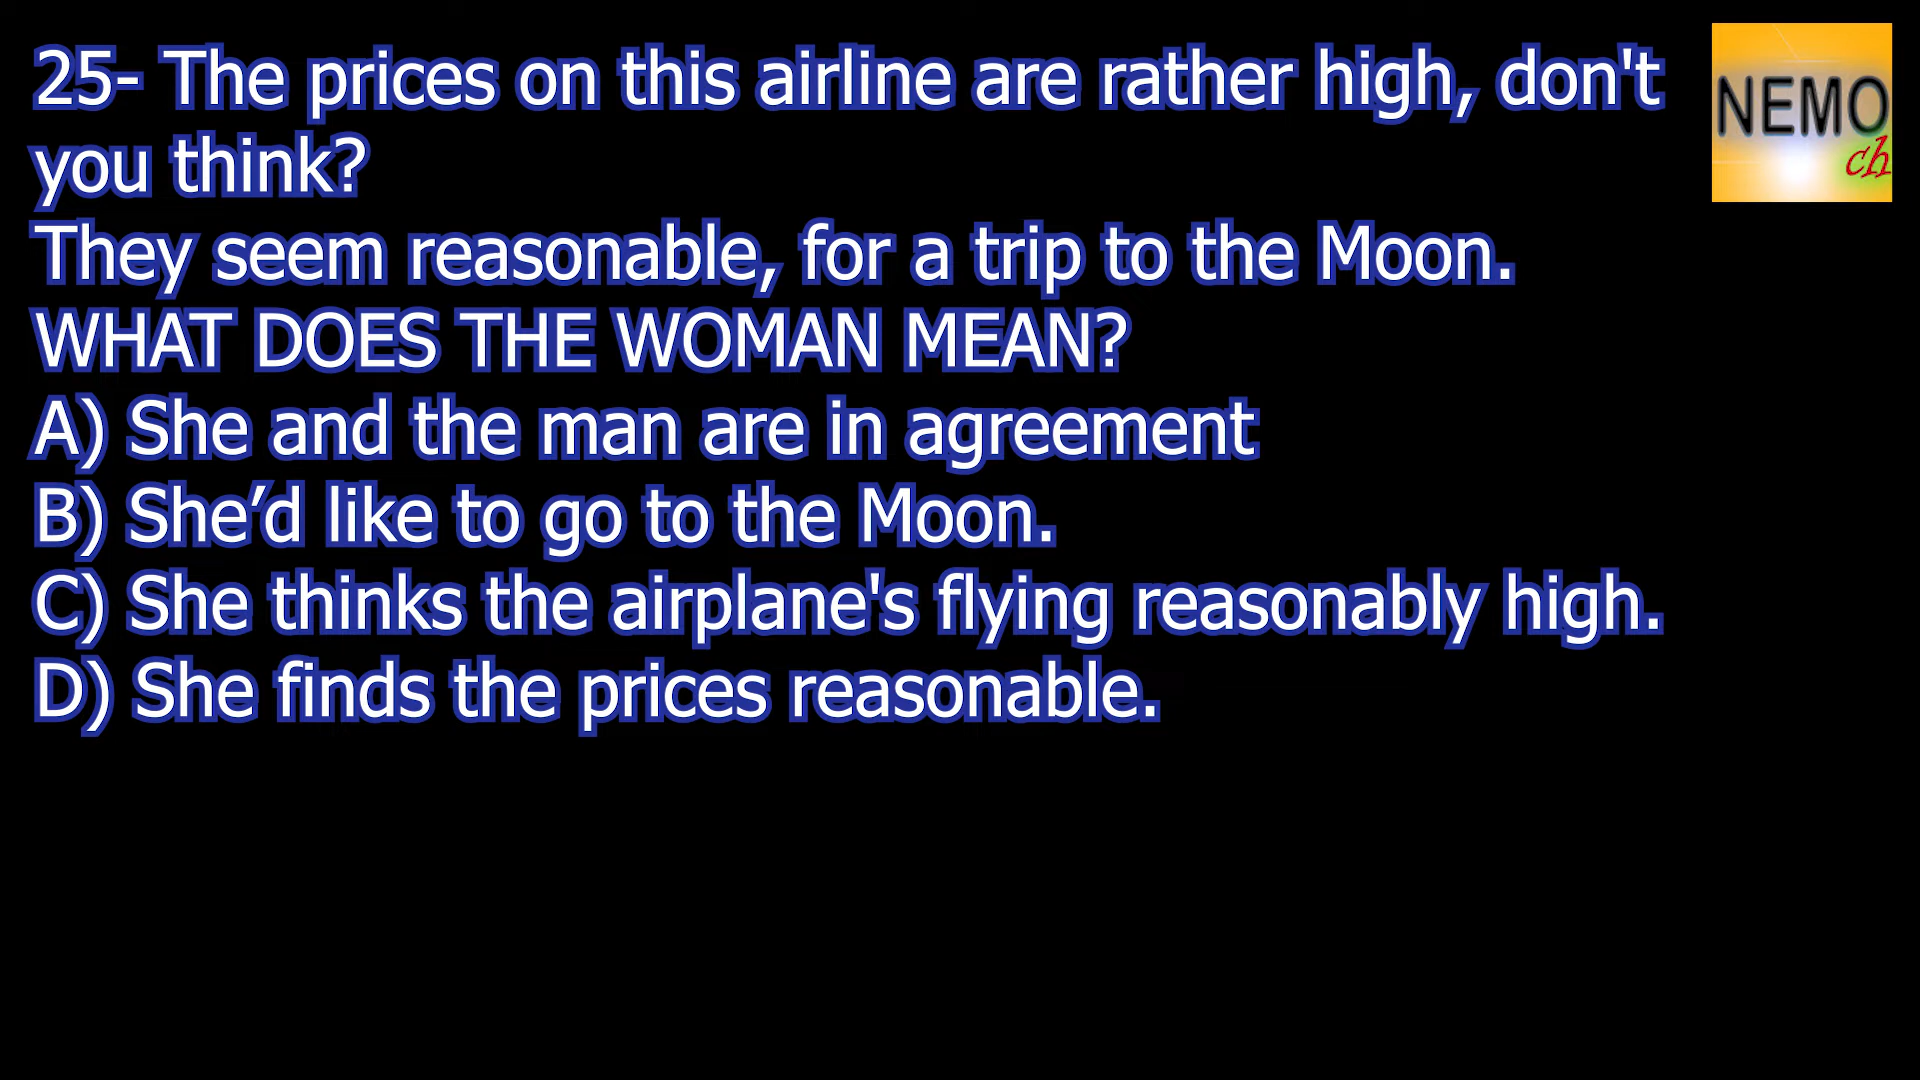 25- The prices on this airline are rather high, don't
you think?
They seem reasonable, for a trip to the Moon.
WHAT DOES THE WOMAN MEAN?
A) She and the man are in agreement
B) She’d like to go to the Moon.
C) She thinks the airplane's flying reasonably high.
D) She finds the prices reasonable.
NEMO
ch